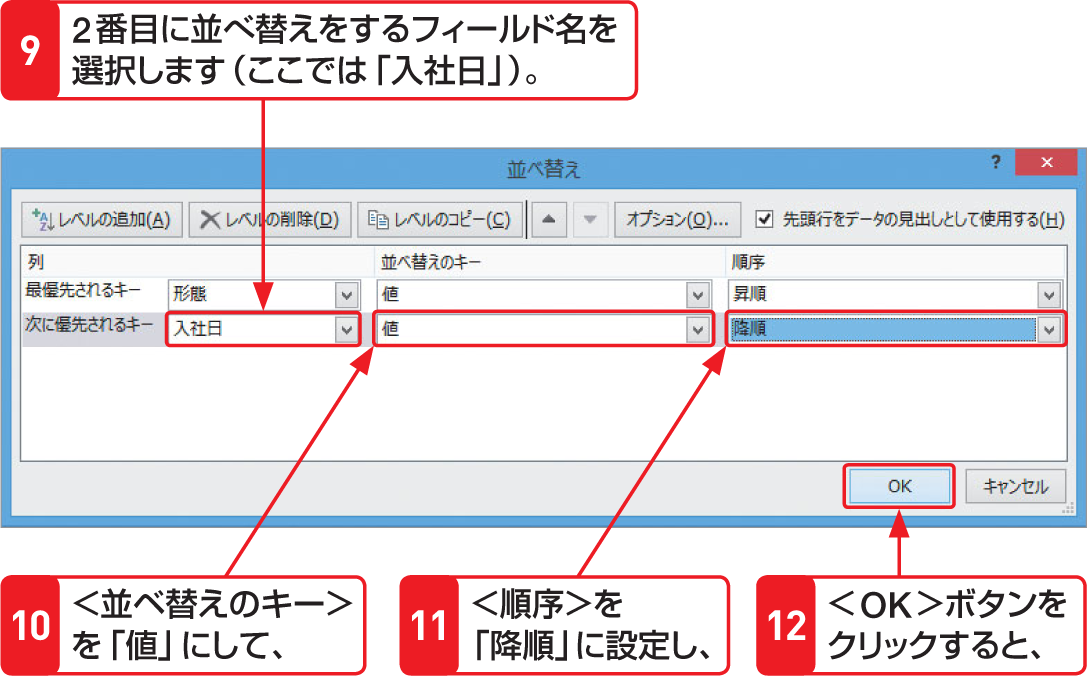 9
2番目に並べ替えをするフィールド名を
選択します（ここでは「入社日」）。
並べ替え
?
レベルの追加(A) レベルの削除(D) レベルのコピー(C) オプション(O)... 先頭行をデータの見出しとして使用する(H)
列 並べ替えのキー 順序
最優先されるキー 形態 値 昇順
次に優先されるキー 入社日 値 降順
OK キャンセル
10
＜並べ替えのキー＞
を「値」にして、
11
＜順序＞を
「降順」に設定し、
12
＜OK＞ボタンを
クリックすると、